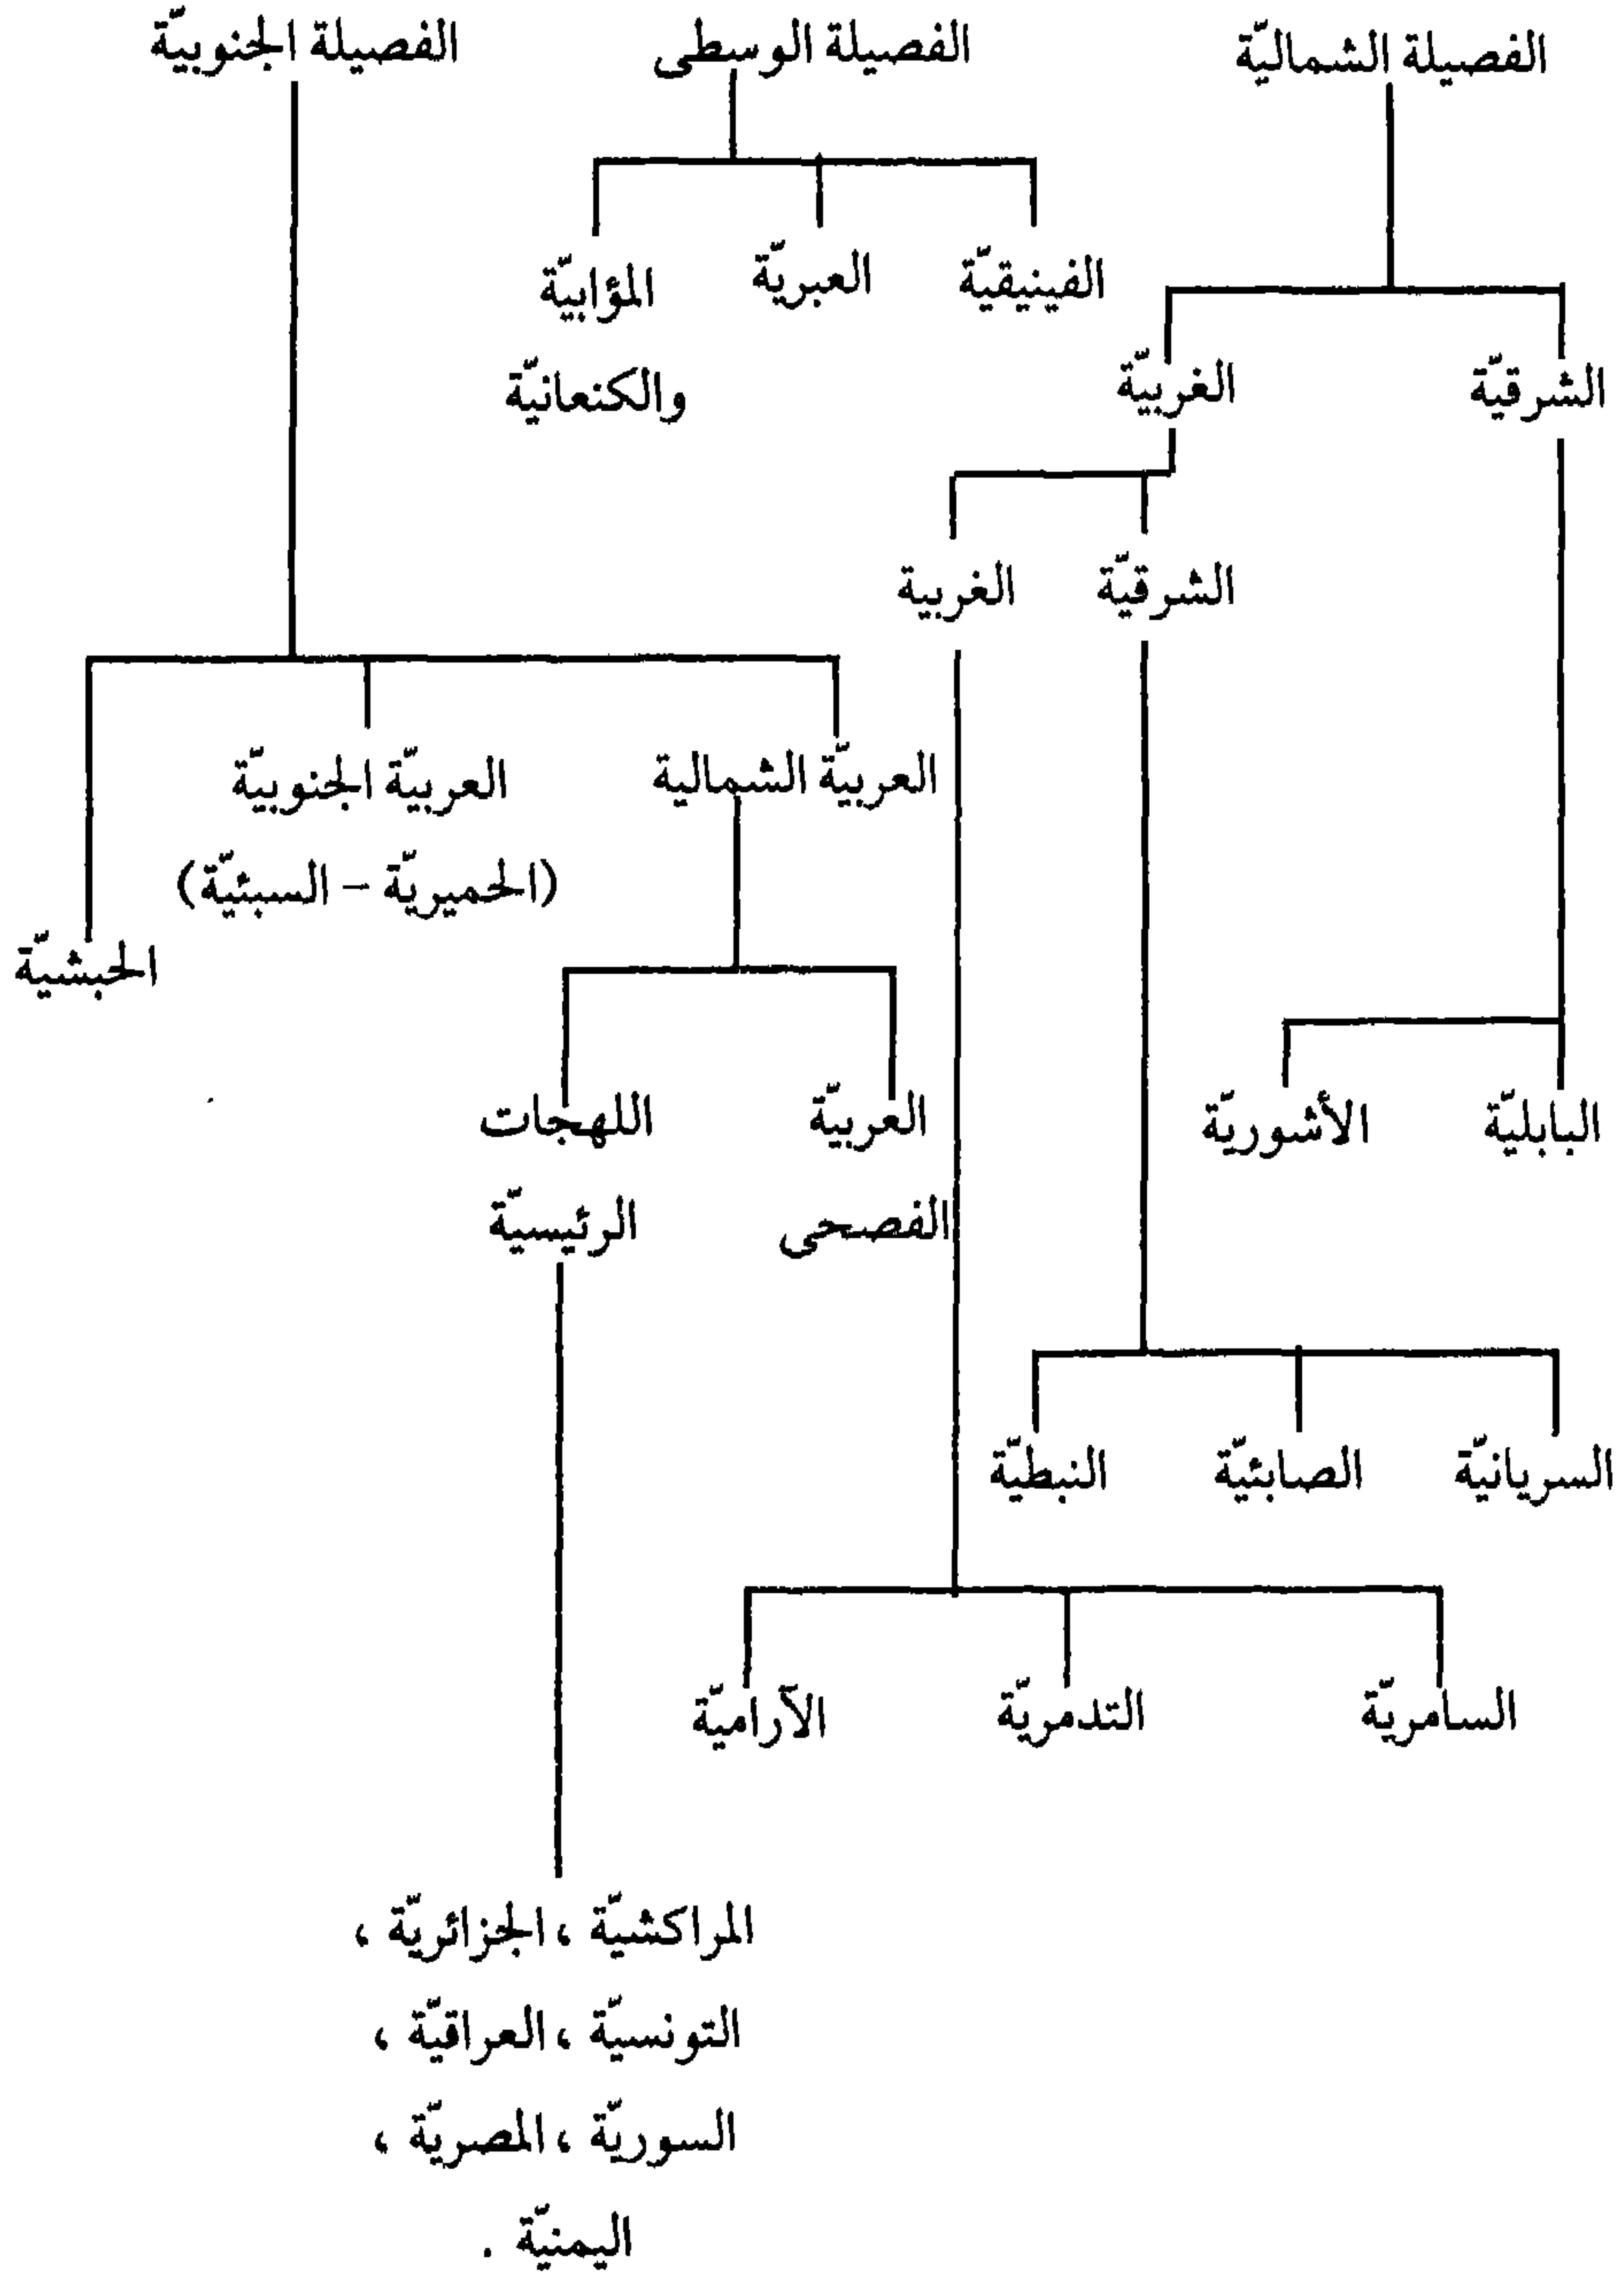 الفصيلة الشماليّة
الفصيلة الوسطى
الفصيلة الجنوبيّة
الفينيقيّة
العبريّة
المؤابيّة
والكنعانيّة
الشرقيّة
الغربيّة
الشرقيّة
الغربية
العربيّة الشمالية
العربيّة الجنوبيّة
(الحميريّة – السبئيّة)
الحبشيّة
البابليّة
الأشوريّة
العربيّة
الفصحى
اللهجات
الرئيسيّة
السريانيّة
الصابئيّة
النبطيّة
السامريّة
التدمريّة
الآراميّة
المراكشيّة ، الجزائريّة ،
التونسيّة ، العراقيّة ،
السوريّة ، المصريّة ،
اليمنيّة .